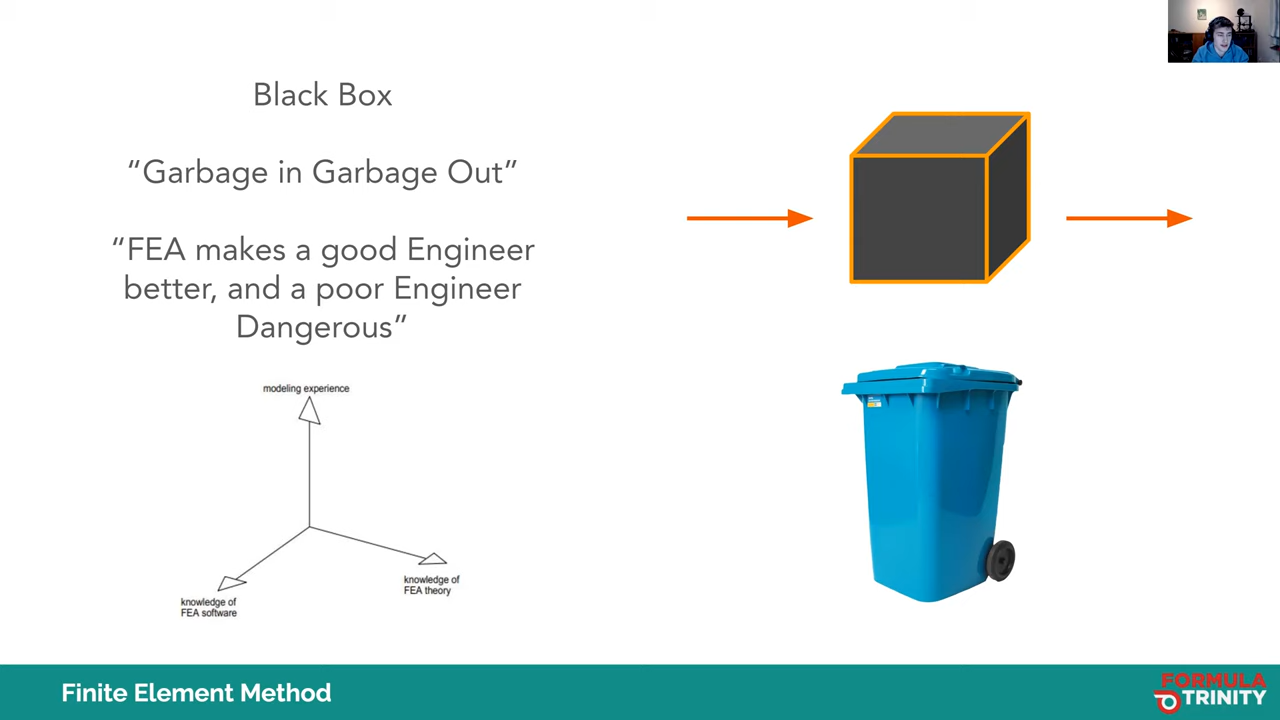 Black Box
“Garbage in Garbage Out”
“FEA makes a good Engineer
better, and a poor Engineer
Dangerous”
modeling experience
knowledge of
FEA theory
knowledge of
FEA software
Finite Element Method
FORMULA
TRINITY